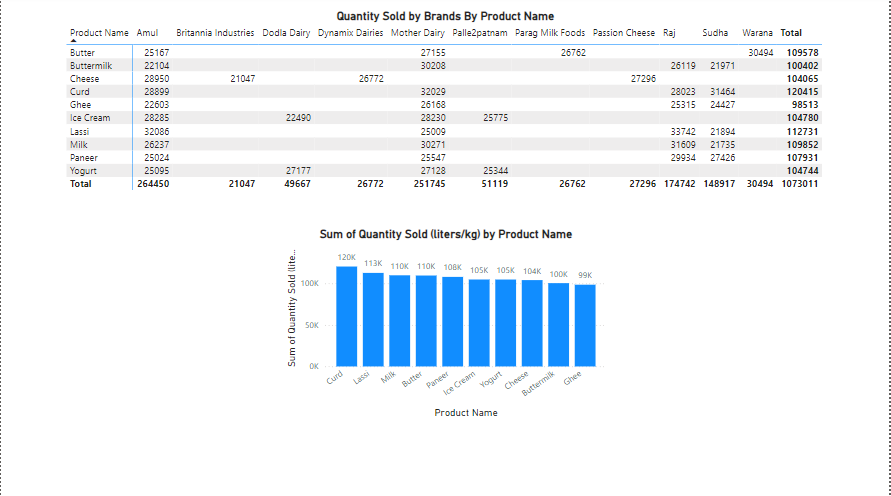 Quantity Sold by Brands By Product Name
Product Name Amul Britannia Industries Dodla Dairy Dynamix Dairies Mother Dairy Palle2patnam Parag Milk Foods Passion Cheese Raj Sudha Warana Total
Butter 25167 27155 26762 30494 109578
Buttermilk 22104 30208 26119 21971 100402
Cheese 28950 21047 26772 27296 104065
Curd 28899 32029 28023 31464 120415
Ghee 22603 26168 25315 24427 98513
Ice Cream 28285 22490 28230 25775 104780
Lassi 32086 25009 33742 21894 112731
Milk 26237 30271 31609 21735 109852
Paneer 25024 25547 29934 27426 107931
Yogurt 25095 27177 27128 25344 104744
Total 264450 21047 49667 26772 251745 51119 26762 27296 174742 148917 30494 1073011
Sum of Quantity Sold (liters/kg) by Product Name
Sum of Quantity Sold (lite...
120K 113K 110K 110K 108K 105K 105K 104K 100K 99K
100K
50K
0K
Curd Lassi Milk Butter Paneer Ice Cream Yogurt Cheese Buttermilk Ghee
Product Name